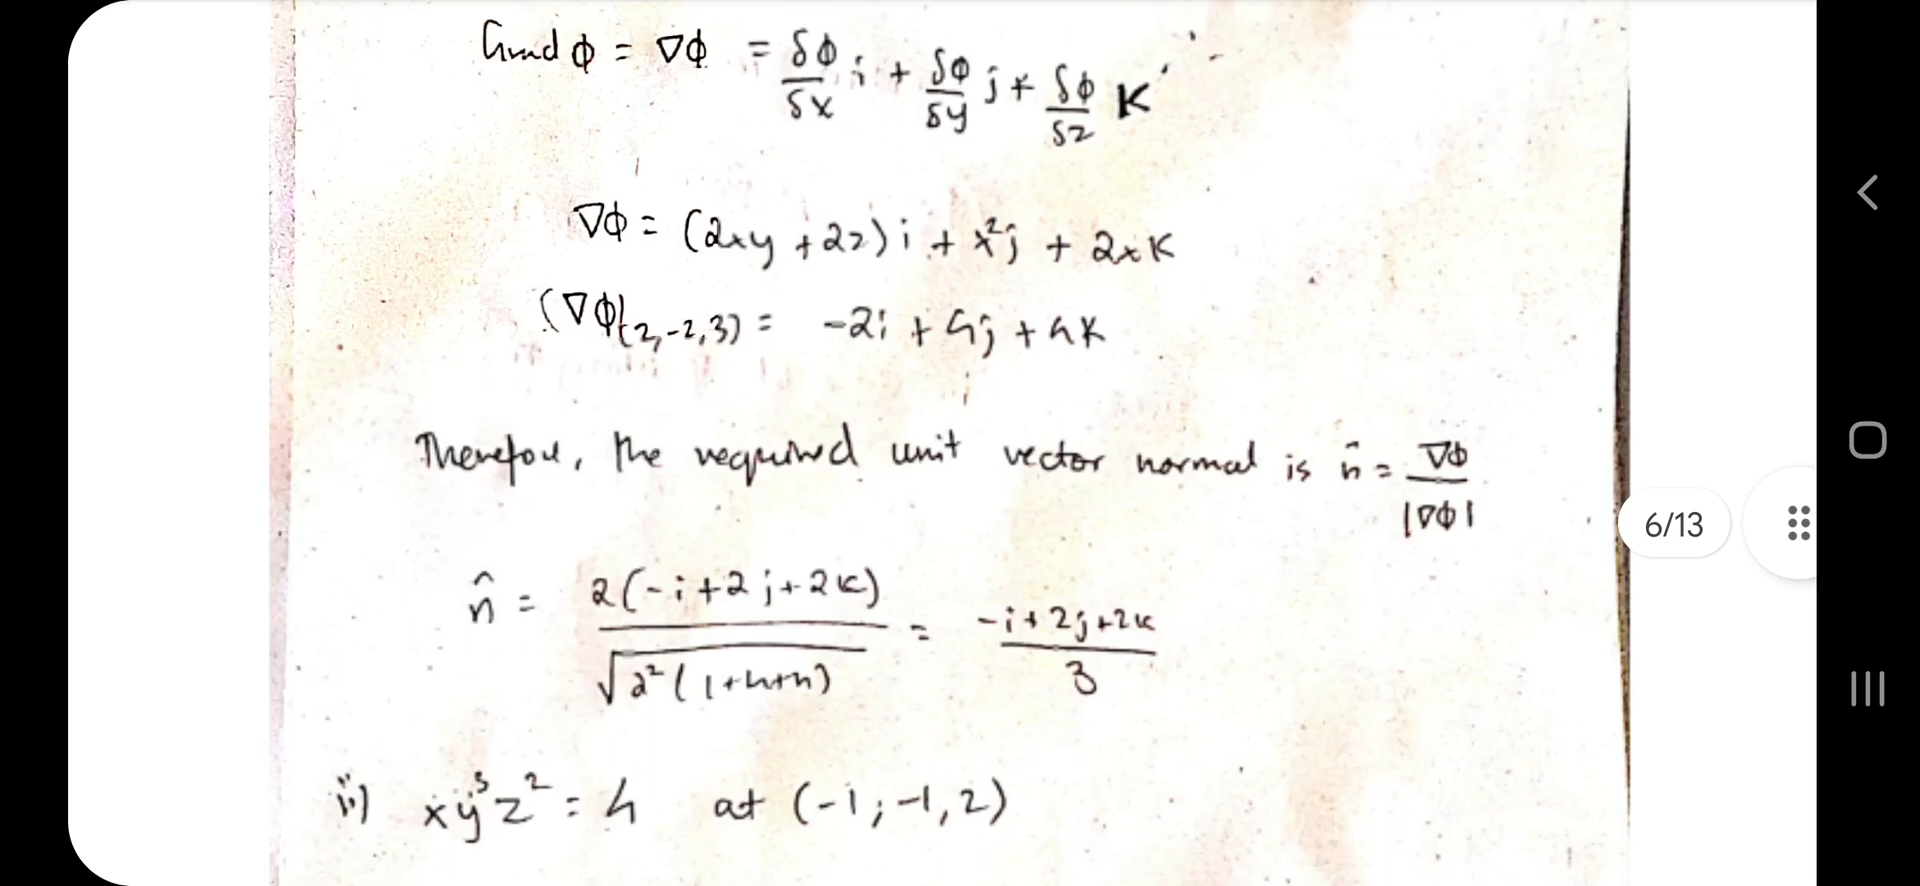 Grad φ = ∇φ = δφ/δx i + δφ/δy j + δφ/δz K
∇φ = (2xy + 2z) i + x²j + 2xK
(∇φ)(2,-2,3) = -2i + 4j + 4K
Therefore, the required unit vector normal is n̂ = ∇φ/|∇φ|
6/13
n̂ = 2(-i+2j+2k)/√2²(1+4+4) = -i+2j+2k/3
ii) xy³z² = 4 at (-1,-1,2)